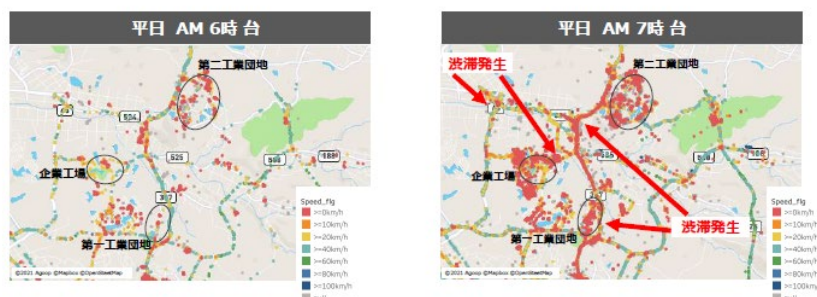 平日 AM 6時 台
第二工業団地
524
525
企業工場
307
第一工業団地
Speed_flg
>=0km/h
>=10km/h
>=20km/h
>=40km/h
>=60km/h
>=80km/h
>=100km/h
©2021 Agoop ©Mapbox ©OpenStreetMap
平日 AM 7時 台
渋滞発生
第二工業団地
企業工場
渋滞発生
第一工業団地
Speed_flg
>=0km/h
>=10km/h
>=20km/h
>=40km/h
>=60km/h
>=80km/h
>=100km/h
©2021 Agoop ©Mapbox ©OpenStreetMap